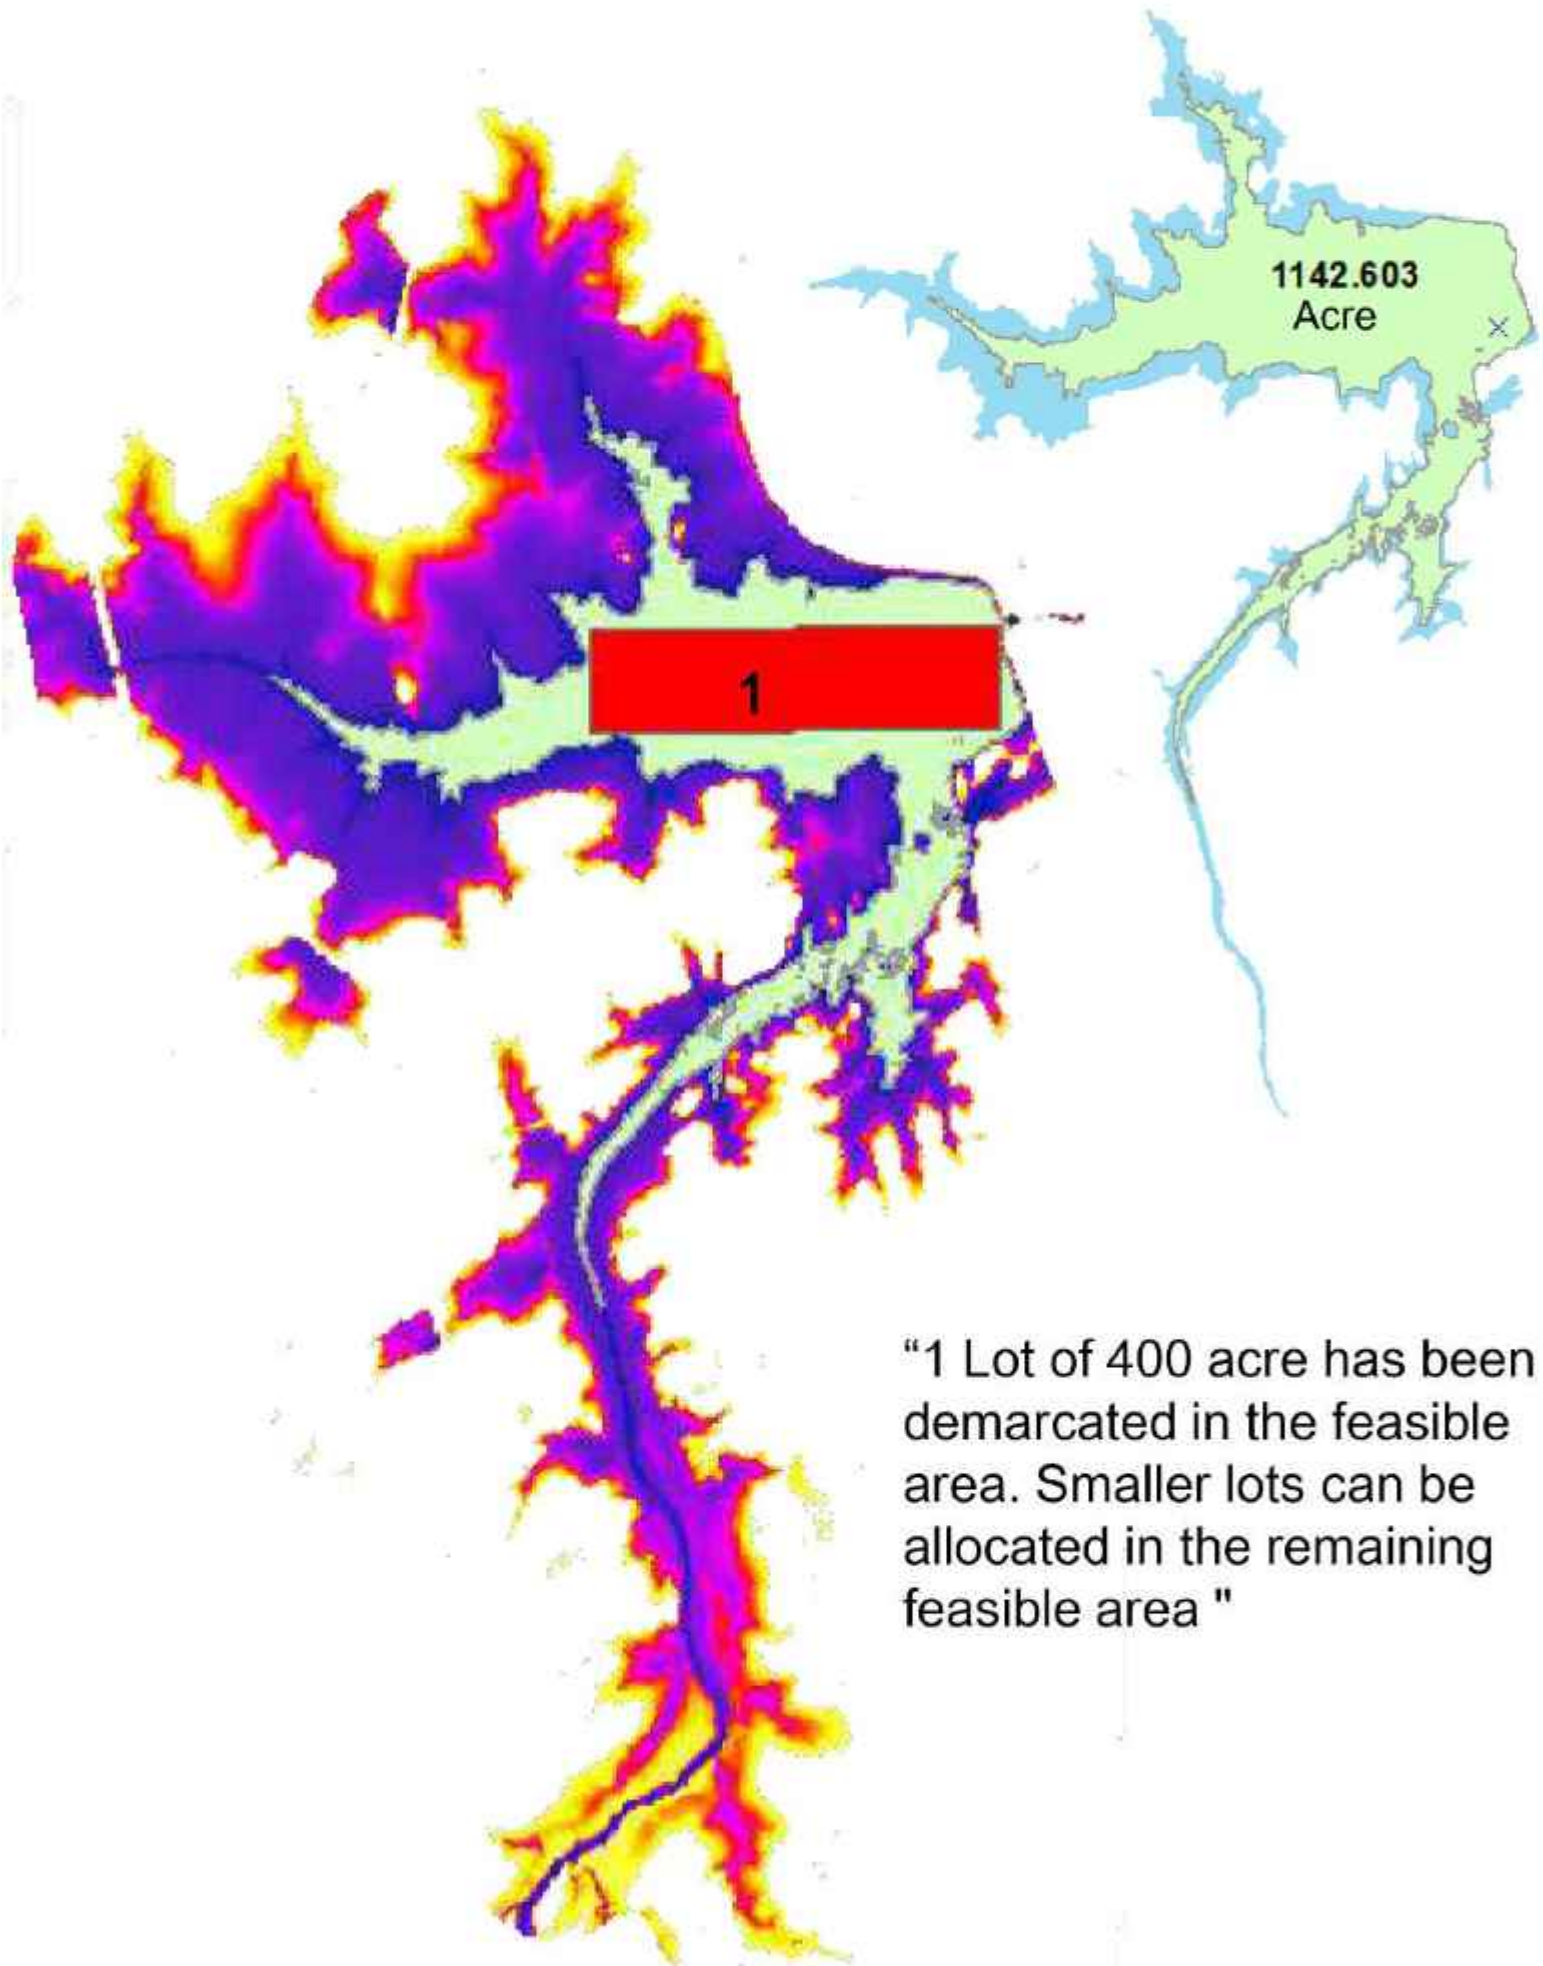 1142.603
Acre
1
“1 Lot of 400 acre has been
demarcated in the feasible
area. Smaller lots can be
allocated in the remaining
feasible area "